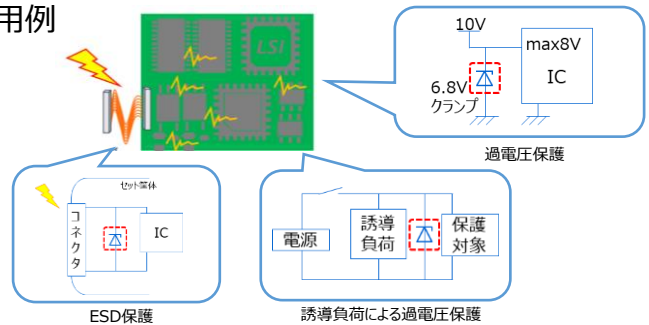 用例
LSI
10V
max8V
IC
6.8V
クランプ
過電圧保護
セット筐体
コネクタ
IC
ESD保護
電源
誘導
負荷
保護
対象
誘導負荷による過電圧保護